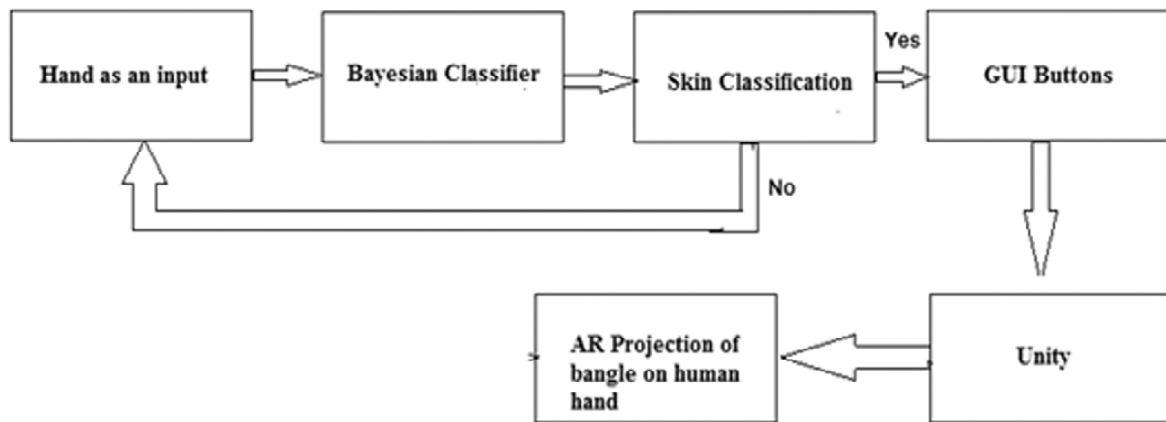 Hand as an input
Bayesian Classifier
Skin Classification
Yes
GUI Buttons
No
AR Projection of
bangle on human
hand
Unity